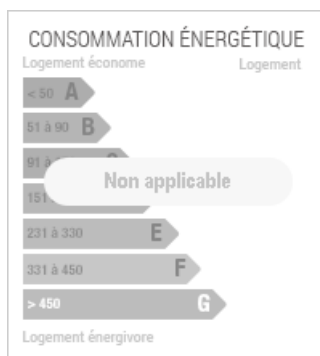 CONSOMMATION ÉNERGÉTIQUE
Logement économe Logement
< 50 A
51 à 90 B
91 à
Non applicable
151
231 à 330 E
331 à 450 F
> 450 G
Logement énergivore